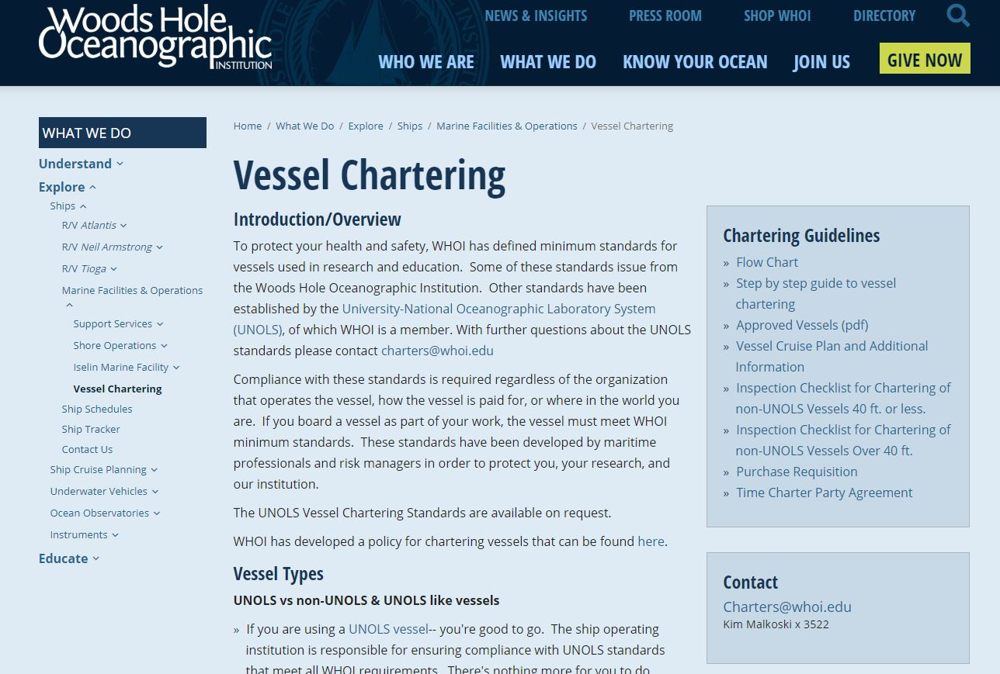 Woods Hole
Oceanographic
INSTITUTION
NEWS & INSIGHTS
PRESS ROOM
SHOP WHOI
DIRECTORY
WHO WE ARE
WHAT WE DO
KNOW YOUR OCEAN
JOIN US
GIVE NOW
WHAT WE DO
Understand
Explore
Ships
R/V Atlantis
R/V Neil Armstrong
R/V Tioga
Marine Facilities & Operations
Support Services
Shore Operations
Iselin Marine Facility
Vessel Chartering
Ship Schedules
Ship Tracker
Contact Us
Ship Cruise Planning
Underwater Vehicles
Ocean Observatories
Instruments
Educate
Home / What We Do / Explore / Ships / Marine Facilities & Operations / Vessel Chartering
Vessel Chartering
Introduction/Overview
To protect your health and safety, WHOI has defined minimum standards for
vessels used in research and education.  Some of these standards issue from
the Woods Hole Oceanographic Institution.  Other standards have been
established by the University-National Oceanographic Laboratory System
(UNOLS), of which WHOI is a member. With further questions about the UNOLS
standards please contact charters@whoi.edu
Compliance with these standards is required regardless of the organization
that operates the vessel, how the vessel is paid for, or where in the world you
are.  If you board a vessel as part of your work, the vessel must meet WHOI
minimum standards.  These standards have been developed by maritime
professionals and risk managers in order to protect you, your research, and
our institution.
The UNOLS Vessel Chartering Standards are available on request.
WHOI has developed a policy for chartering vessels that can be found here.
Vessel Types
UNOLS vs non-UNOLS & UNOLS like vessels
» If you are using a UNOLS vessel-- you're good to go.  The ship operating
institution is responsible for ensuring compliance with UNOLS standards
that meet all WHOI requirements.  There's nothing more for you to do.
Chartering Guidelines
» Flow Chart
» Step by step guide to vessel
chartering
» Approved Vessels (pdf)
» Vessel Cruise Plan and Additional
Information
» Inspection Checklist for Chartering of
non-UNOLS Vessels 40 ft. or less.
» Inspection Checklist for Chartering of
non-UNOLS Vessels Over 40 ft.
» Purchase Requisition
» Time Charter Party Agreement
Contact
Charters@whoi.edu
Kim Malkoski x 3522